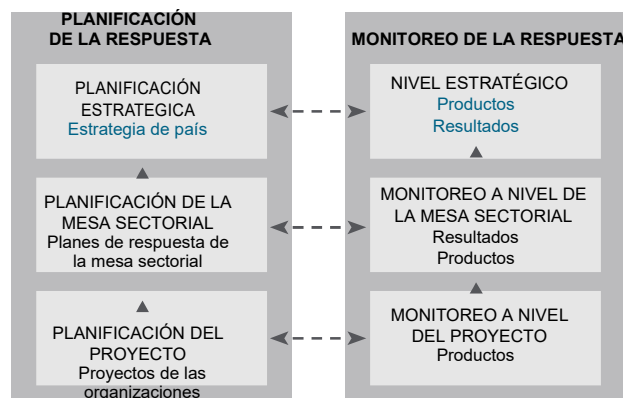 PLANIFICACIÓN
DE LA RESPUESTA
PLANIFICACIÓN
ESTRATEGICA
Estrategia de país
PLANIFICACIÓN DE LA
MESA SECTORIAL
Planes de respuesta de
la mesa sectorial
PLANIFICACIÓN DEL
PROYECTO
Proyectos de las
organizaciones
MONITOREO DE LA RESPUESTA
NIVEL ESTRATÉGICO
Productos
Resultados
MONITOREO A NIVEL DE
LA MESA SECTORIAL
Resultados
Productos
MONITOREO A NIVEL
DEL PROYECTO
Productos